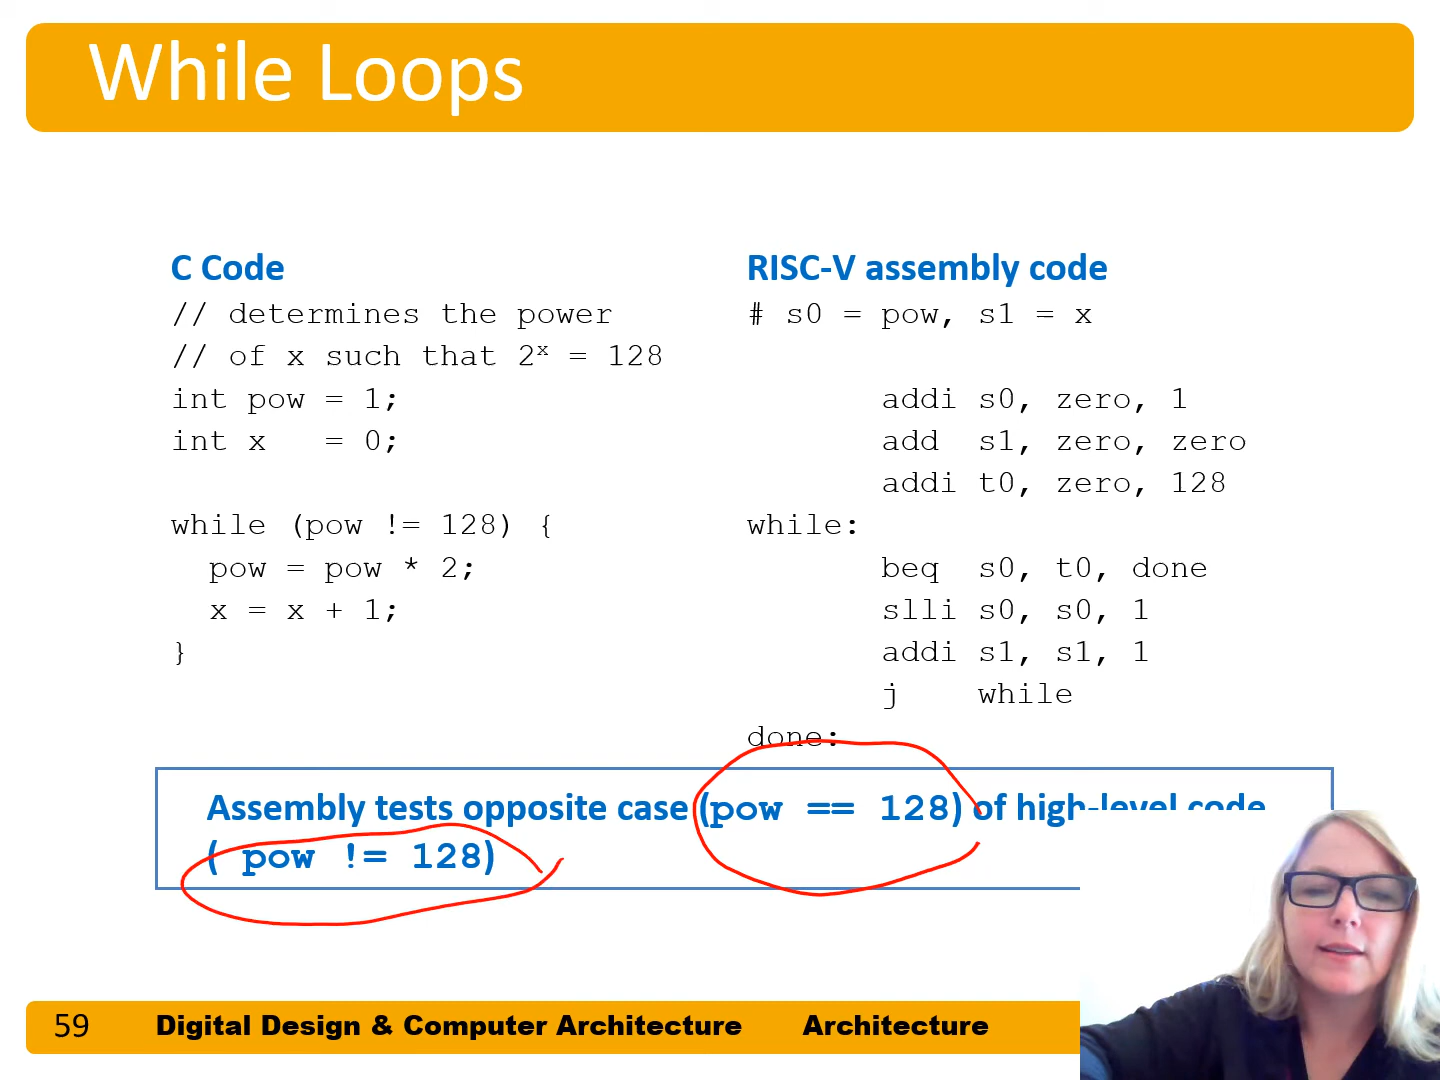 While Loops
C Code
// determines the power
// of x such that 2ˣ = 128
int pow = 1;
int x   = 0;
while (pow != 128) {
  pow = pow * 2;
  x = x + 1;
}
RISC-V assembly code
# s0 = pow, s1 = x
addi s0, zero, 1
add  s1, zero, zero
addi t0, zero, 128
while:
beq  s0, t0, done
slli s0, s0, 1
addi s1, s1, 1
j    while
done:
Assembly tests opposite case (pow == 128) of high-level code
( pow != 128)
59 Digital Design & Computer Architecture Architecture